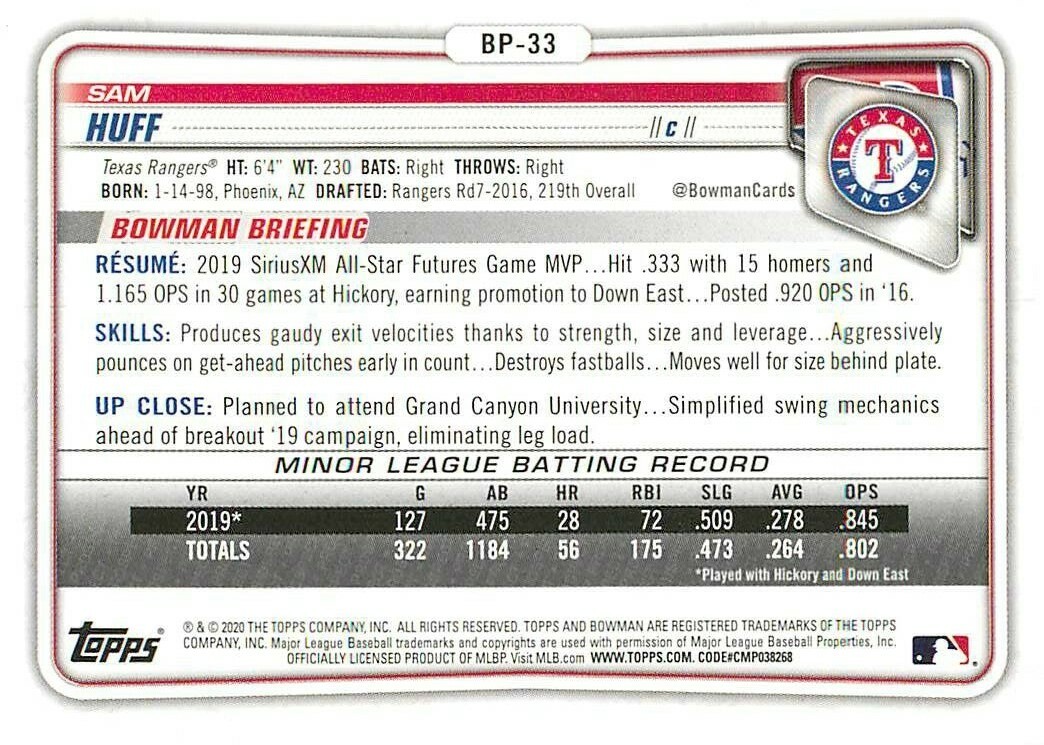 BP-33
SAM
HUFF //C//
Texas Rangers® HT: 6'4" WT: 230 BATS: Right THROWS: Right
BORN: 1-14-98, Phoenix, AZ DRAFTED: Rangers Rd7-2016, 219th Overall @BowmanCards
TEXAS
T
RANGERS
BOWMAN BRIEFING
RÉSUMÉ: 2019 SiriusXM All-Star Futures Game MVP...Hit .333 with 15 homers and
1.165 OPS in 30 games at Hickory, earning promotion to Down East...Posted .920 OPS in '16.
SKILLS: Produces gaudy exit velocities thanks to strength, size and leverage...Aggressively
pounces on get-ahead pitches early in count...Destroys fastballs...Moves well for size behind plate.
UP CLOSE: Planned to attend Grand Canyon University...Simplified swing mechanics
ahead of breakout '19 campaign, eliminating leg load.
MINOR LEAGUE BATTING RECORD
YR G AB HR RBI SLG AVG OPS
2019* 127 475 28 72 .509 .278 .845
TOTALS 322 1184 56 175 .473 .264 .802
*Played with Hickory and Down East
topps®
® & © 2020 THE TOPPS COMPANY, INC. ALL RIGHTS RESERVED. TOPPS AND BOWMAN ARE REGISTERED TRADEMARKS OF THE TOPPS
COMPANY, INC. Major League Baseball trademarks and copyrights are used with permission of Major League Baseball Properties, Inc.
OFFICIALLY LICENSED PRODUCT OF MLBP. Visit MLB.com WWW.TOPPS.COM. CODE#CMP038268